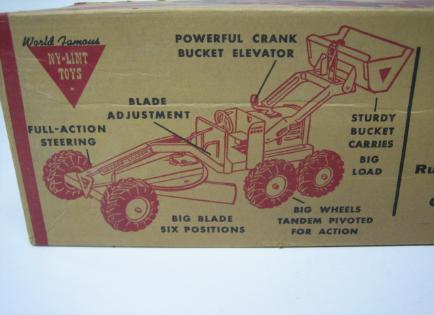 World Famous
NY-LINT
TOYS
POWERFUL CRANK
BUCKET ELEVATOR
BLADE
ADJUSTMENT
FULL-ACTION
STEERING
STURDY
BUCKET
CARRIES
BIG
LOAD
BIG BLADE
SIX POSITIONS
BIG WHEELS
TANDEM PIVOTED
FOR ACTION